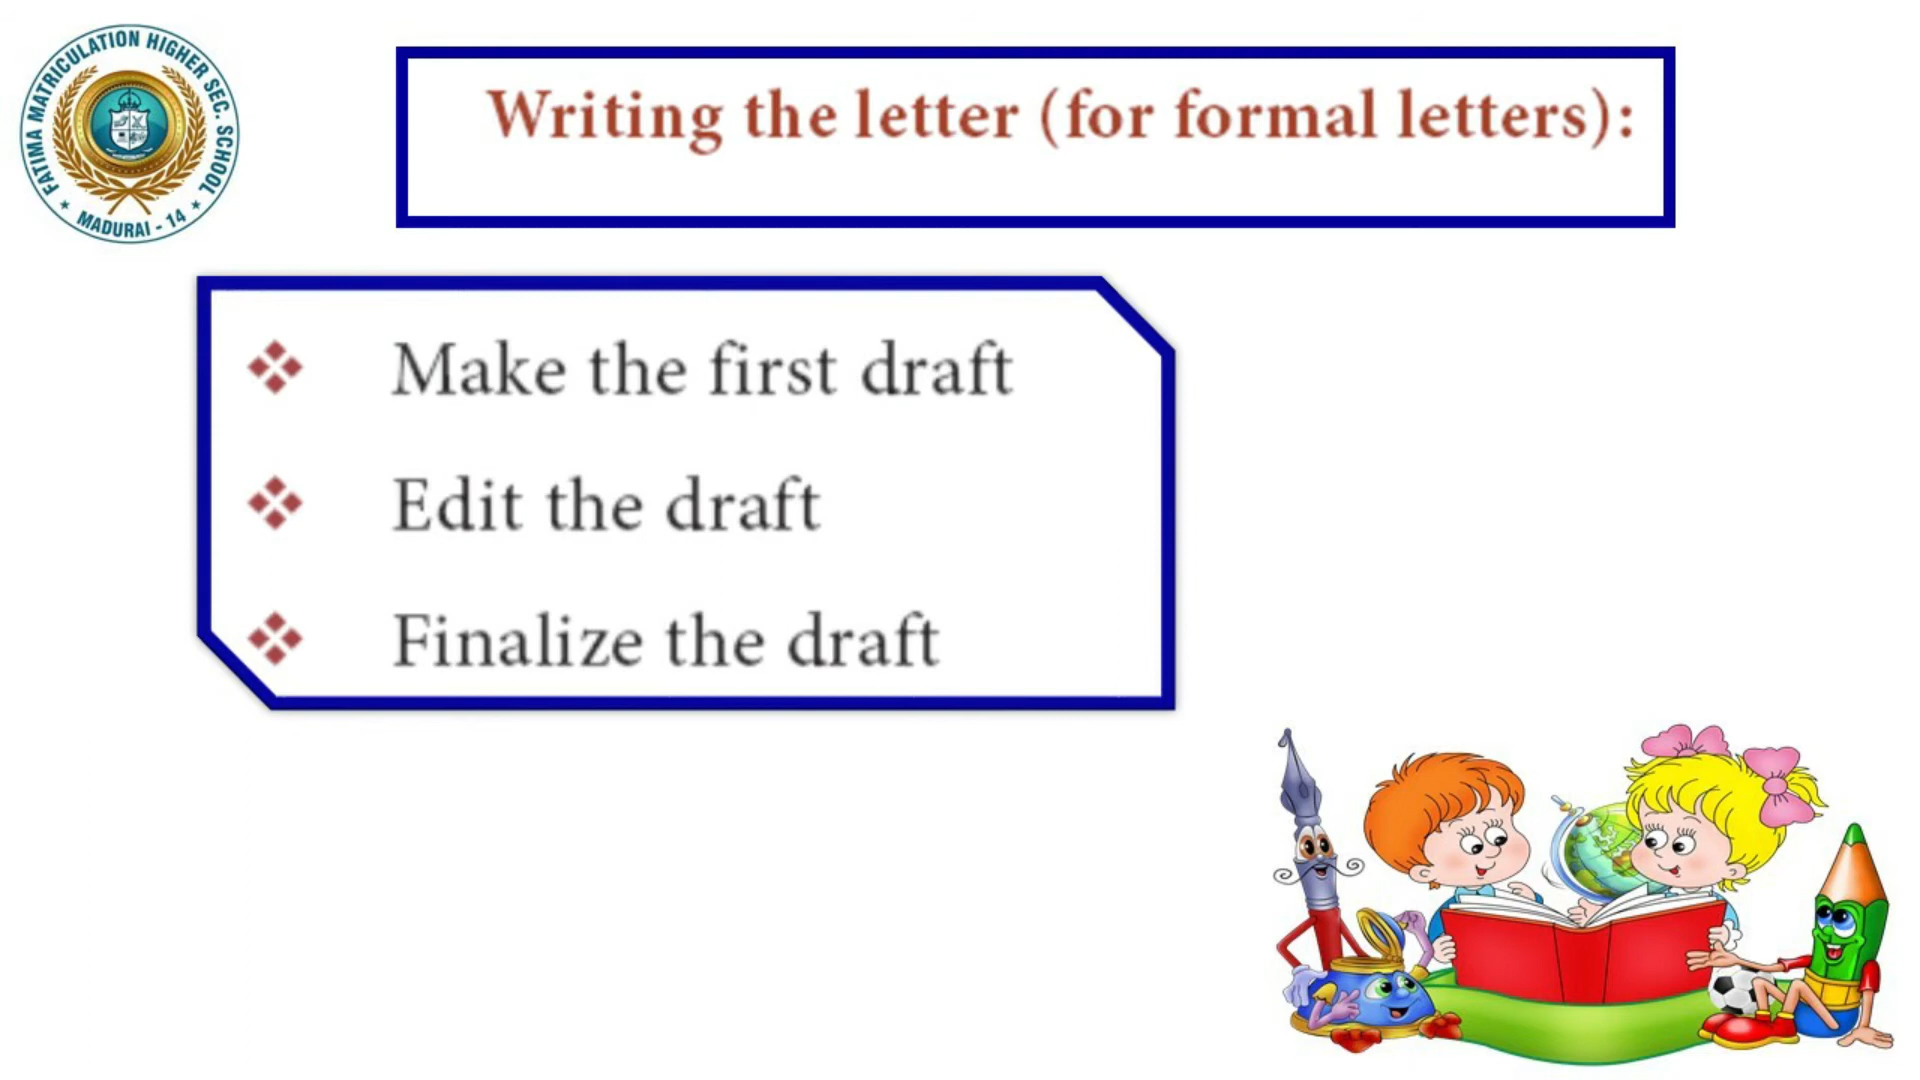 FATIMA MATRICULATION HIGHER SEC. SCHOOL
MADURAI - 14
Writing the letter (for formal letters):
Make the first draft
Edit the draft
Finalize the draft